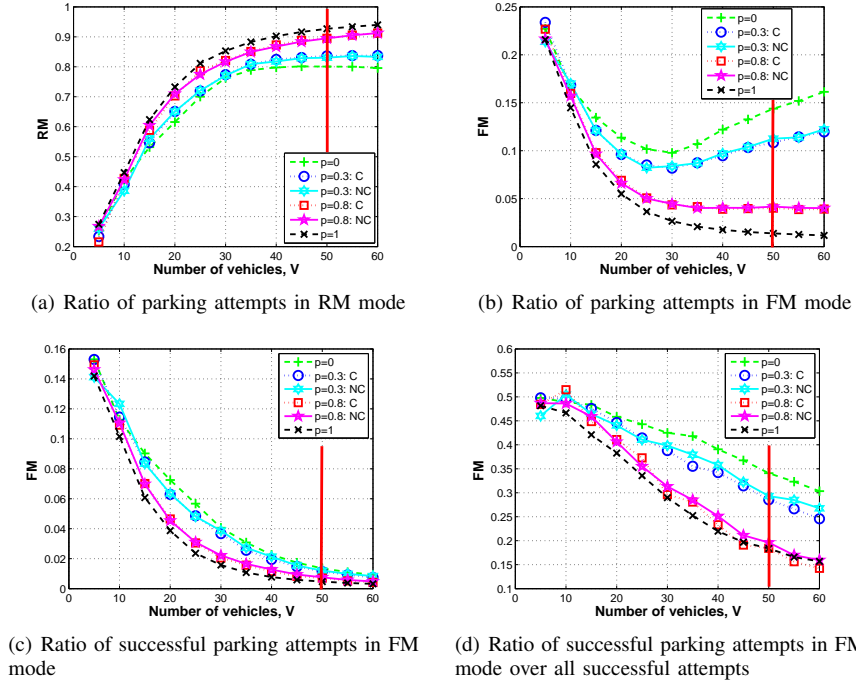 1
0.9
0.8
0.7
0.6
0.5
0.4
0.3
0.2
0 10 20 30 40 50 60
RM
Number of vehicles, V
p=0
p=0.3: C
p=0.3: NC
p=0.8: C
p=0.8: NC
p=1
(a) Ratio of parking attempts in RM mode
0.25
0.2
0.15
0.1
0.05
0
0 10 20 30 40 50 60
FM
Number of vehicles, V
p=0
p=0.3: C
p=0.3: NC
p=0.8: C
p=0.8: NC
p=1
(b) Ratio of parking attempts in FM mode
0.16
0.14
0.12
0.1
0.08
0.06
0.04
0.02
0
0 10 20 30 40 50 60
FM
Number of vehicles, V
p=0
p=0.3: C
p=0.3: NC
p=0.8: C
p=0.8: NC
p=1
(c) Ratio of successful parking attempts in FM
mode
0.6
0.55
0.5
0.45
0.4
0.35
0.3
0.25
0.2
0.15
0.1
0 10 20 30 40 50 60
FM
Number of vehicles, V
p=0
p=0.3: C
p=0.3: NC
p=0.8: C
p=0.8: NC
p=1
(d) Ratio of successful parking attempts in FM
mode over all successful attempts